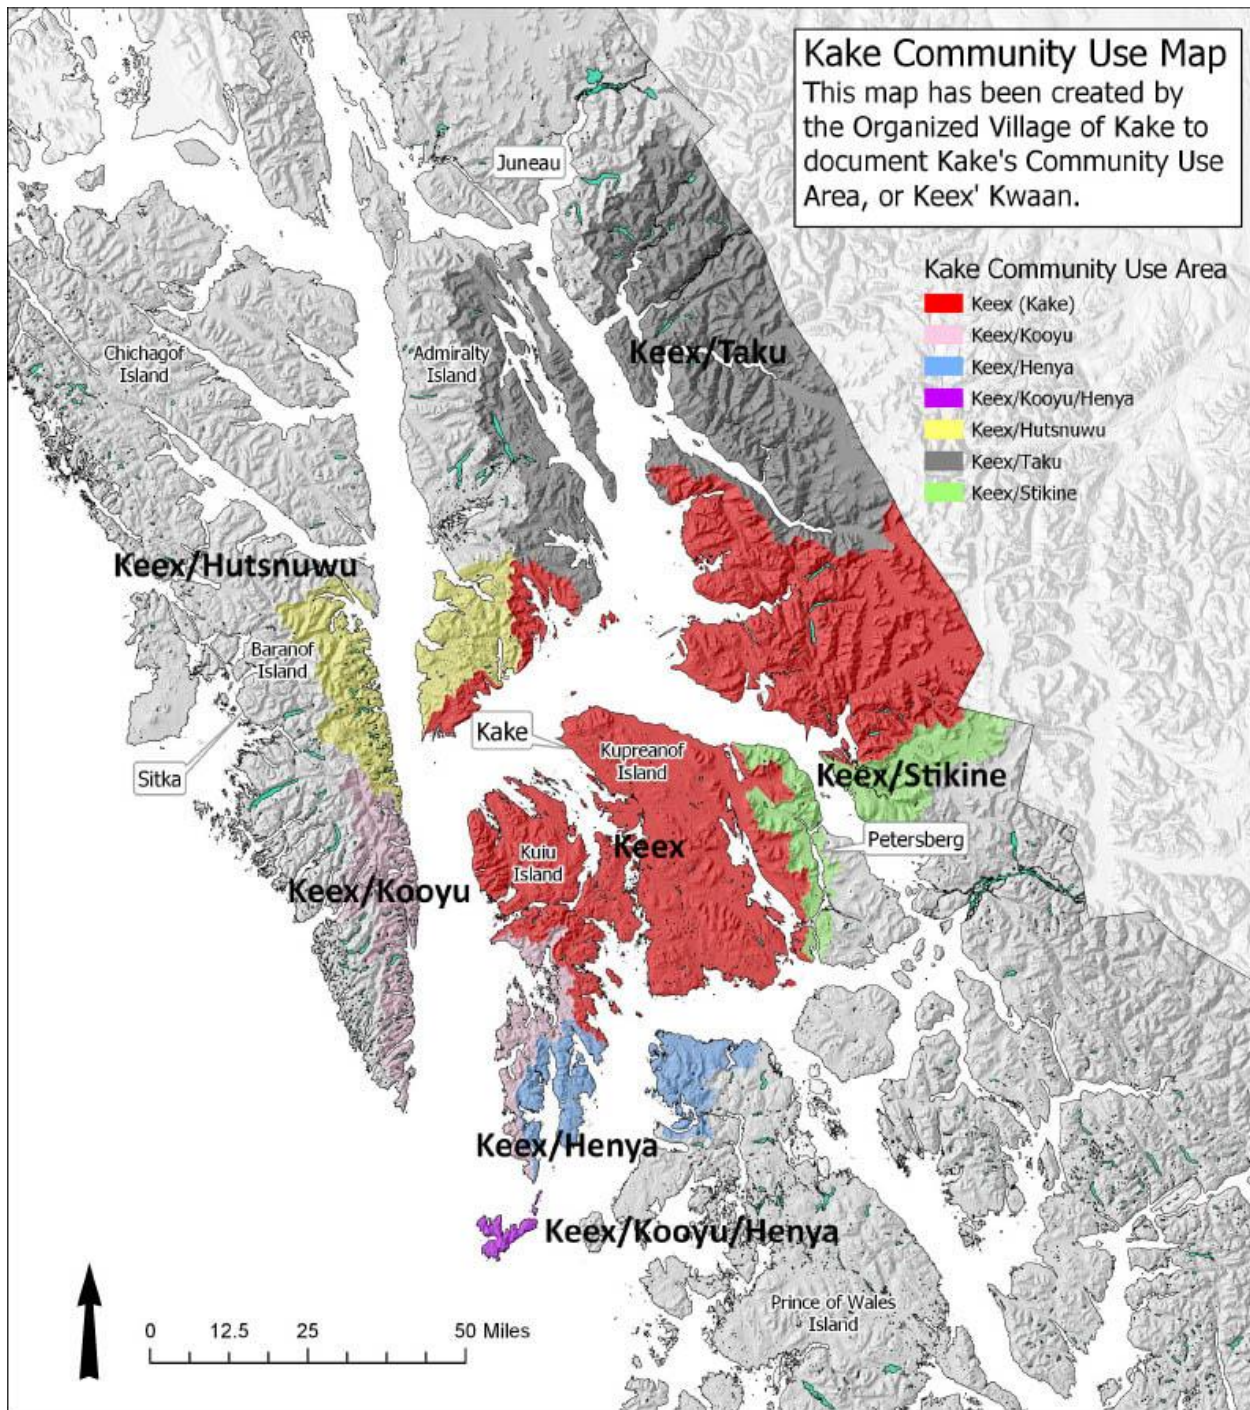 Kake Community Use Map
This map has been created by
the Organized Village of Kake to
document Kake's Community Use
Area, or Keex' Kwaan.
Kake Community Use Area
Keex (Kake)
Keex/Kooyu
Keex/Henya
Keex/Kooyu/Henya
Keex/Hutsnuwu
Keex/Taku
Keex/Stikine
Juneau
Chichagof
Island
Admiralty
Island
Keex/Taku
Keex/Hutsnuwu
Baranof
Island
Sitka
Kake
Kupreanof
Island
Keex/Stikine
Petersberg
Kuiu
Island
Keex
Keex/Kooyu
Keex/Henya
Keex/Kooyu/Henya
Prince of Wales
Island
0 12.5 25 50 Miles